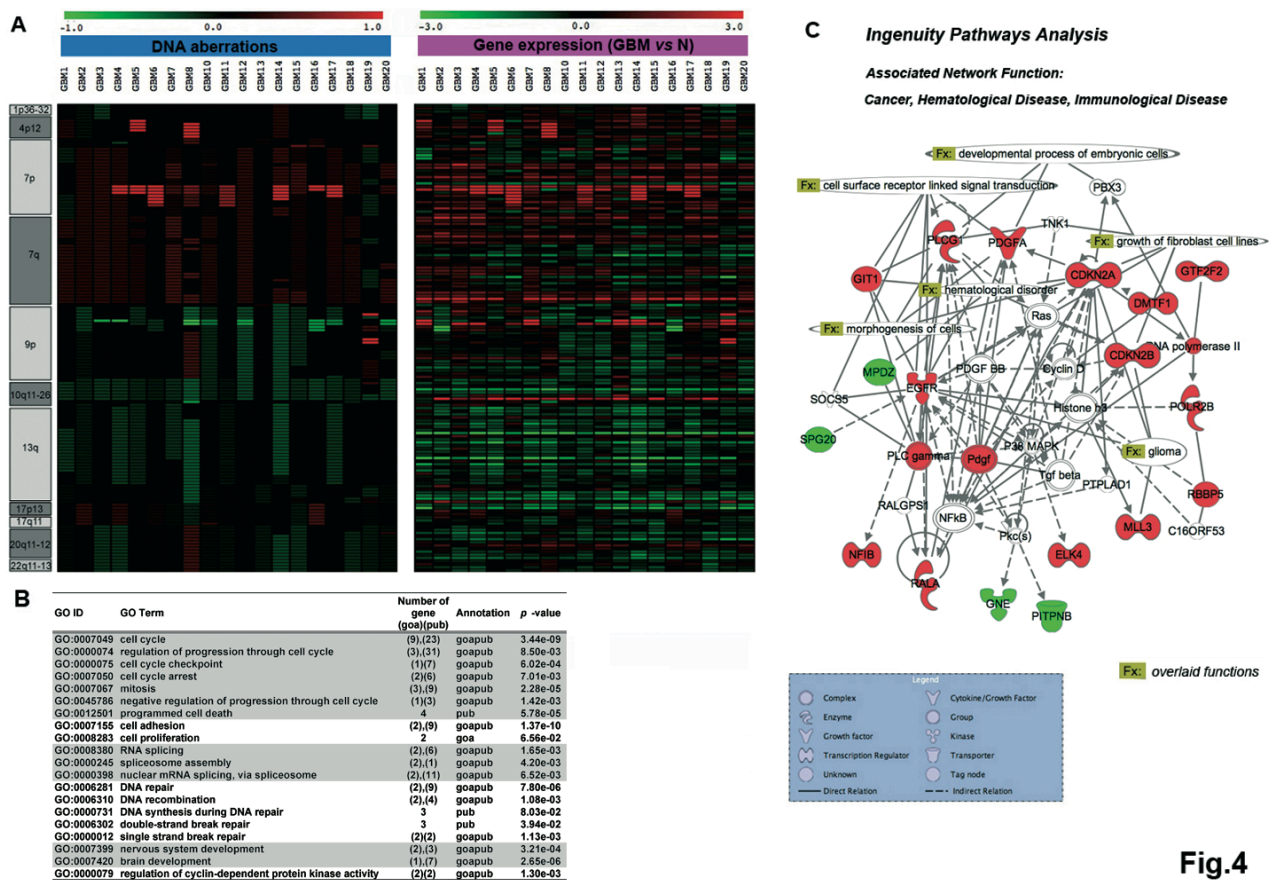 A
-1.0 0.0 1.0
DNA aberrations
-3.0 0.0 3.0
Gene expression (GBM vs N)
GBM1 GBM2 GBM3 GBM4 GBM5 GBM6 GBM7 GBM8 GBM10 GBM11 GBM12 GBM13 GBM14 GBM15 GBM16 GBM17 GBM18 GBM19 GBM20
GBM1 GBM2 GBM3 GBM4 GBM5 GBM6 GBM7 GBM8 GBM10 GBM11 GBM12 GBM13 GBM14 GBM15 GBM16 GBM17 GBM18 GBM19 GBM20
1p36-32
4p12
7p
7q
9p
10q11-26
13q
17p13
17q11
20q11-12
22q11-13
B
GO ID GO Term Number of gene (goa)(pub) Annotation p -value
GO:0007049 cell cycle (9),(23) goapub 3.44e-09
GO:0000074 regulation of progression through cell cycle (3),(31) goapub 8.50e-03
GO:0000075 cell cycle checkpoint (1)(7) goapub 6.02e-04
GO:0007050 cell cycle arrest (2)(6) goapub 7.01e-03
GO:0007067 mitosis (3),(9) goapub 2.28e-05
GO:0045786 negative regulation of progression through cell cycle (1)(3) goapub 1.42e-03
GO:0012501 programmed cell death 4 pub 5.78e-05
GO:0007155 cell adhesion (2),(9) goapub 1.37e-10
GO:0008283 cell proliferation 2 goa 6.56e-02
GO:0008380 RNA splicing (2),(6) goapub 1.65e-03
GO:0000245 spliceosome assembly (2),(1) goapub 4.20e-03
GO:0000398 nuclear mRNA splicing, via spliceosome (2),(11) goapub 6.52e-03
GO:0006281 DNA repair (2),(9) goapub 7.80e-06
GO:0006310 DNA recombination (2),(4) goapub 1.08e-03
GO:0000731 DNA synthesis during DNA repair 3 pub 8.03e-02
GO:0006302 double-strand break repair 3 pub 3.94e-02
GO:0000012 single strand break repair (2)(2) goapub 1.13e-03
GO:0007399 nervous system development (2),(3) goapub 3.21e-04
GO:0007420 brain development (1),(7) goapub 2.65e-06
GO:0000079 regulation of cyclin-dependent protein kinase activity (2)(2) goapub 1.30e-03
C
Ingenuity Pathways Analysis
Associated Network Function:
Cancer, Hematological Disease, Immunological Disease
Fx: developmental process of embryonic cells
Fx: cell surface receptor linked signal transduction
PBX3
TNK1
PLCG1
PDGFA
Fx: growth of fibroblast cell lines
GIT1
CDKN2A
GTF2F2
Fx: hematological disorder
DMTF1
Ras
Fx: morphogenesis of cells
RNA polymerase II
CDKN2B
MPDZ
PDGF BB
Cyclin D
EGFR
SOCS5
Histone h3
POLR2B
SPG20
P38 MAPK
Fx: glioma
PLC gamma
Pdgf
Tgf beta
PTPLAD1
RBBP5
RALGPS1
NFkB
MLL3
C16ORF53
Pkc(s)
NFIB
ELK4
RALA
GNE
PITPNB
Fx: overlaid functions
Legend
Complex Cytokine/Growth Factor
Enzyme Group
Growth factor Kinase
Transcription Regulator Transporter
Unknown Tag node
Direct Relation Indirect Relation
Fig.4